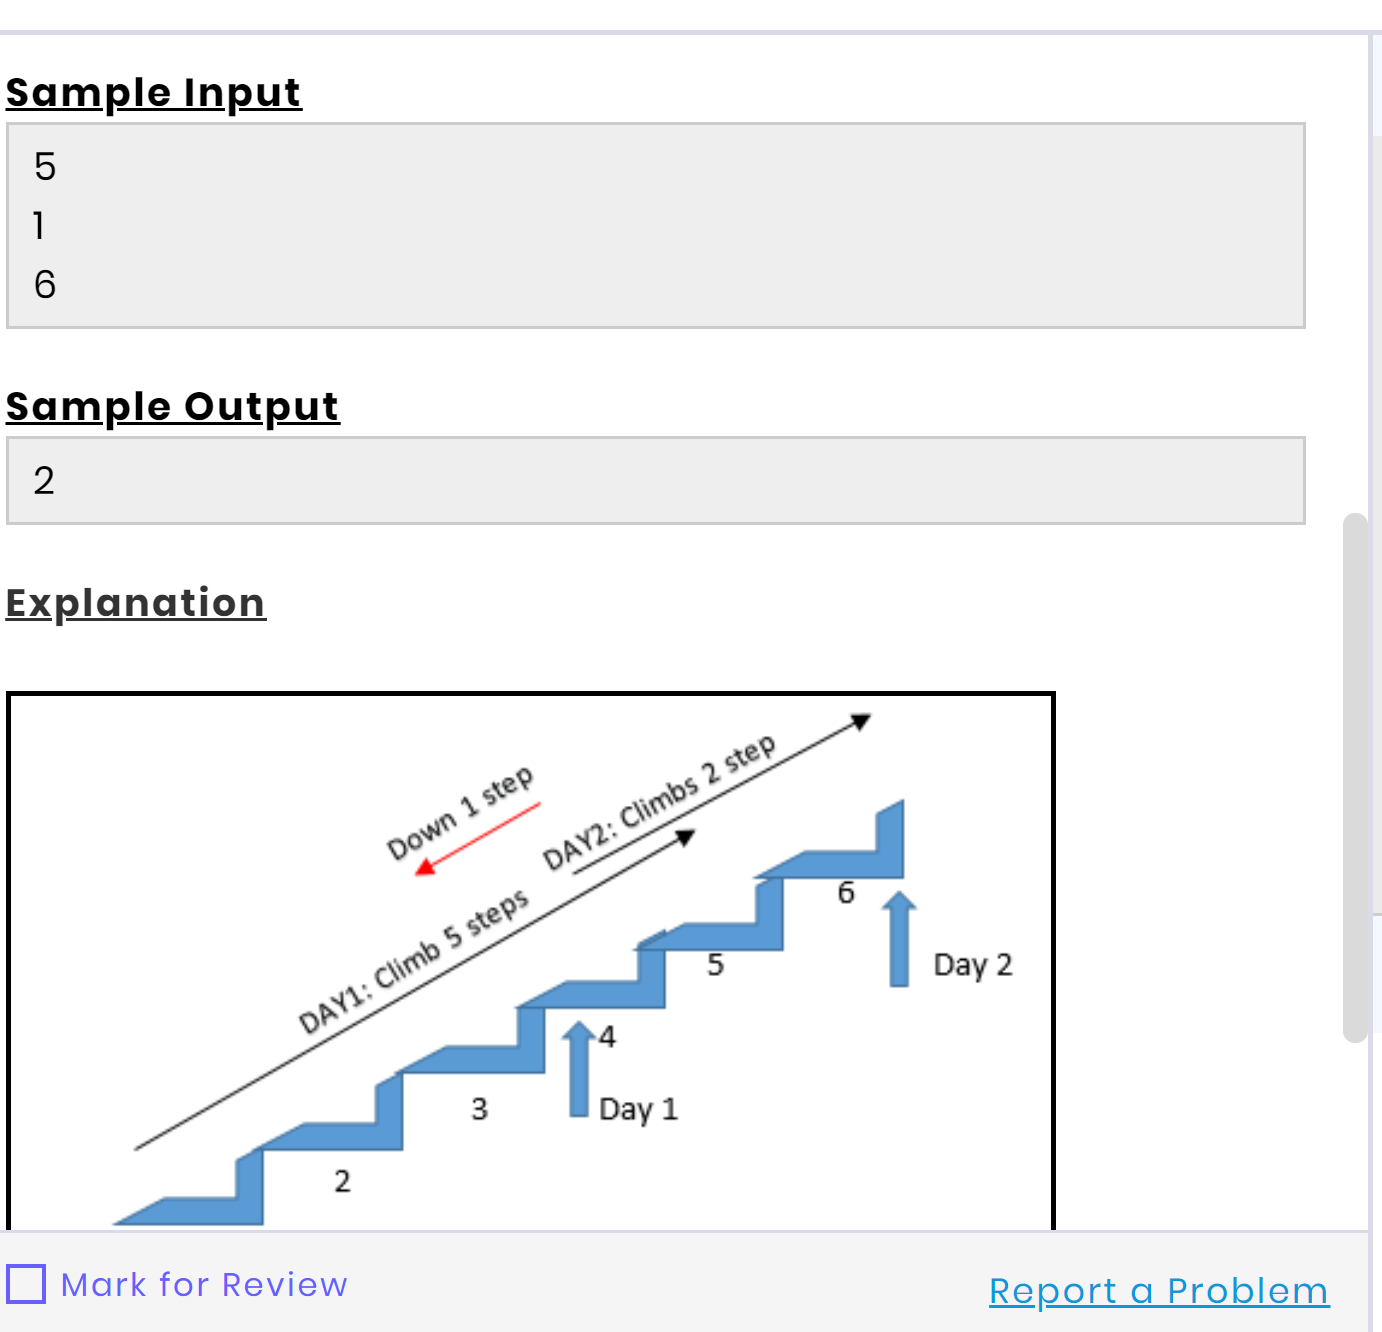 Sample Input
5
1
6
Sample Output
2
Explanation
Down 1 step
DAY2: Climbs 2 step
DAY1: Climb 5 steps
6
5
Day 2
4
3
Day 1
2
Mark for Review
Report a Problem